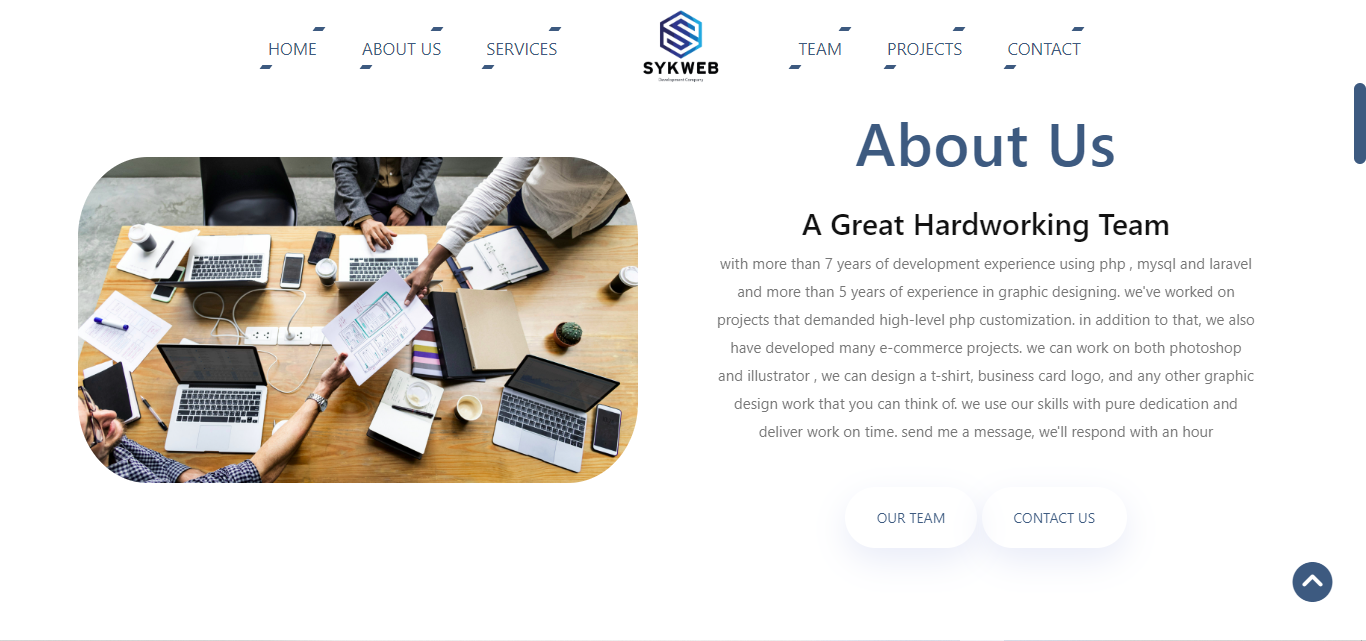 HOME ABOUT US SERVICES
SYKWEB
Development Company
TEAM PROJECTS CONTACT
About Us
A Great Hardworking Team
with more than 7 years of development experience using php , mysql and laravel
and more than 5 years of experience in graphic designing. we've worked on
projects that demanded high-level php customization. in addition to that, we also
have developed many e-commerce projects. we can work on both photoshop
and illustrator , we can design a t-shirt, business card logo, and any other graphic
design work that you can think of. we use our skills with pure dedication and
deliver work on time. send me a message, we'll respond with an hour
OUR TEAM CONTACT US